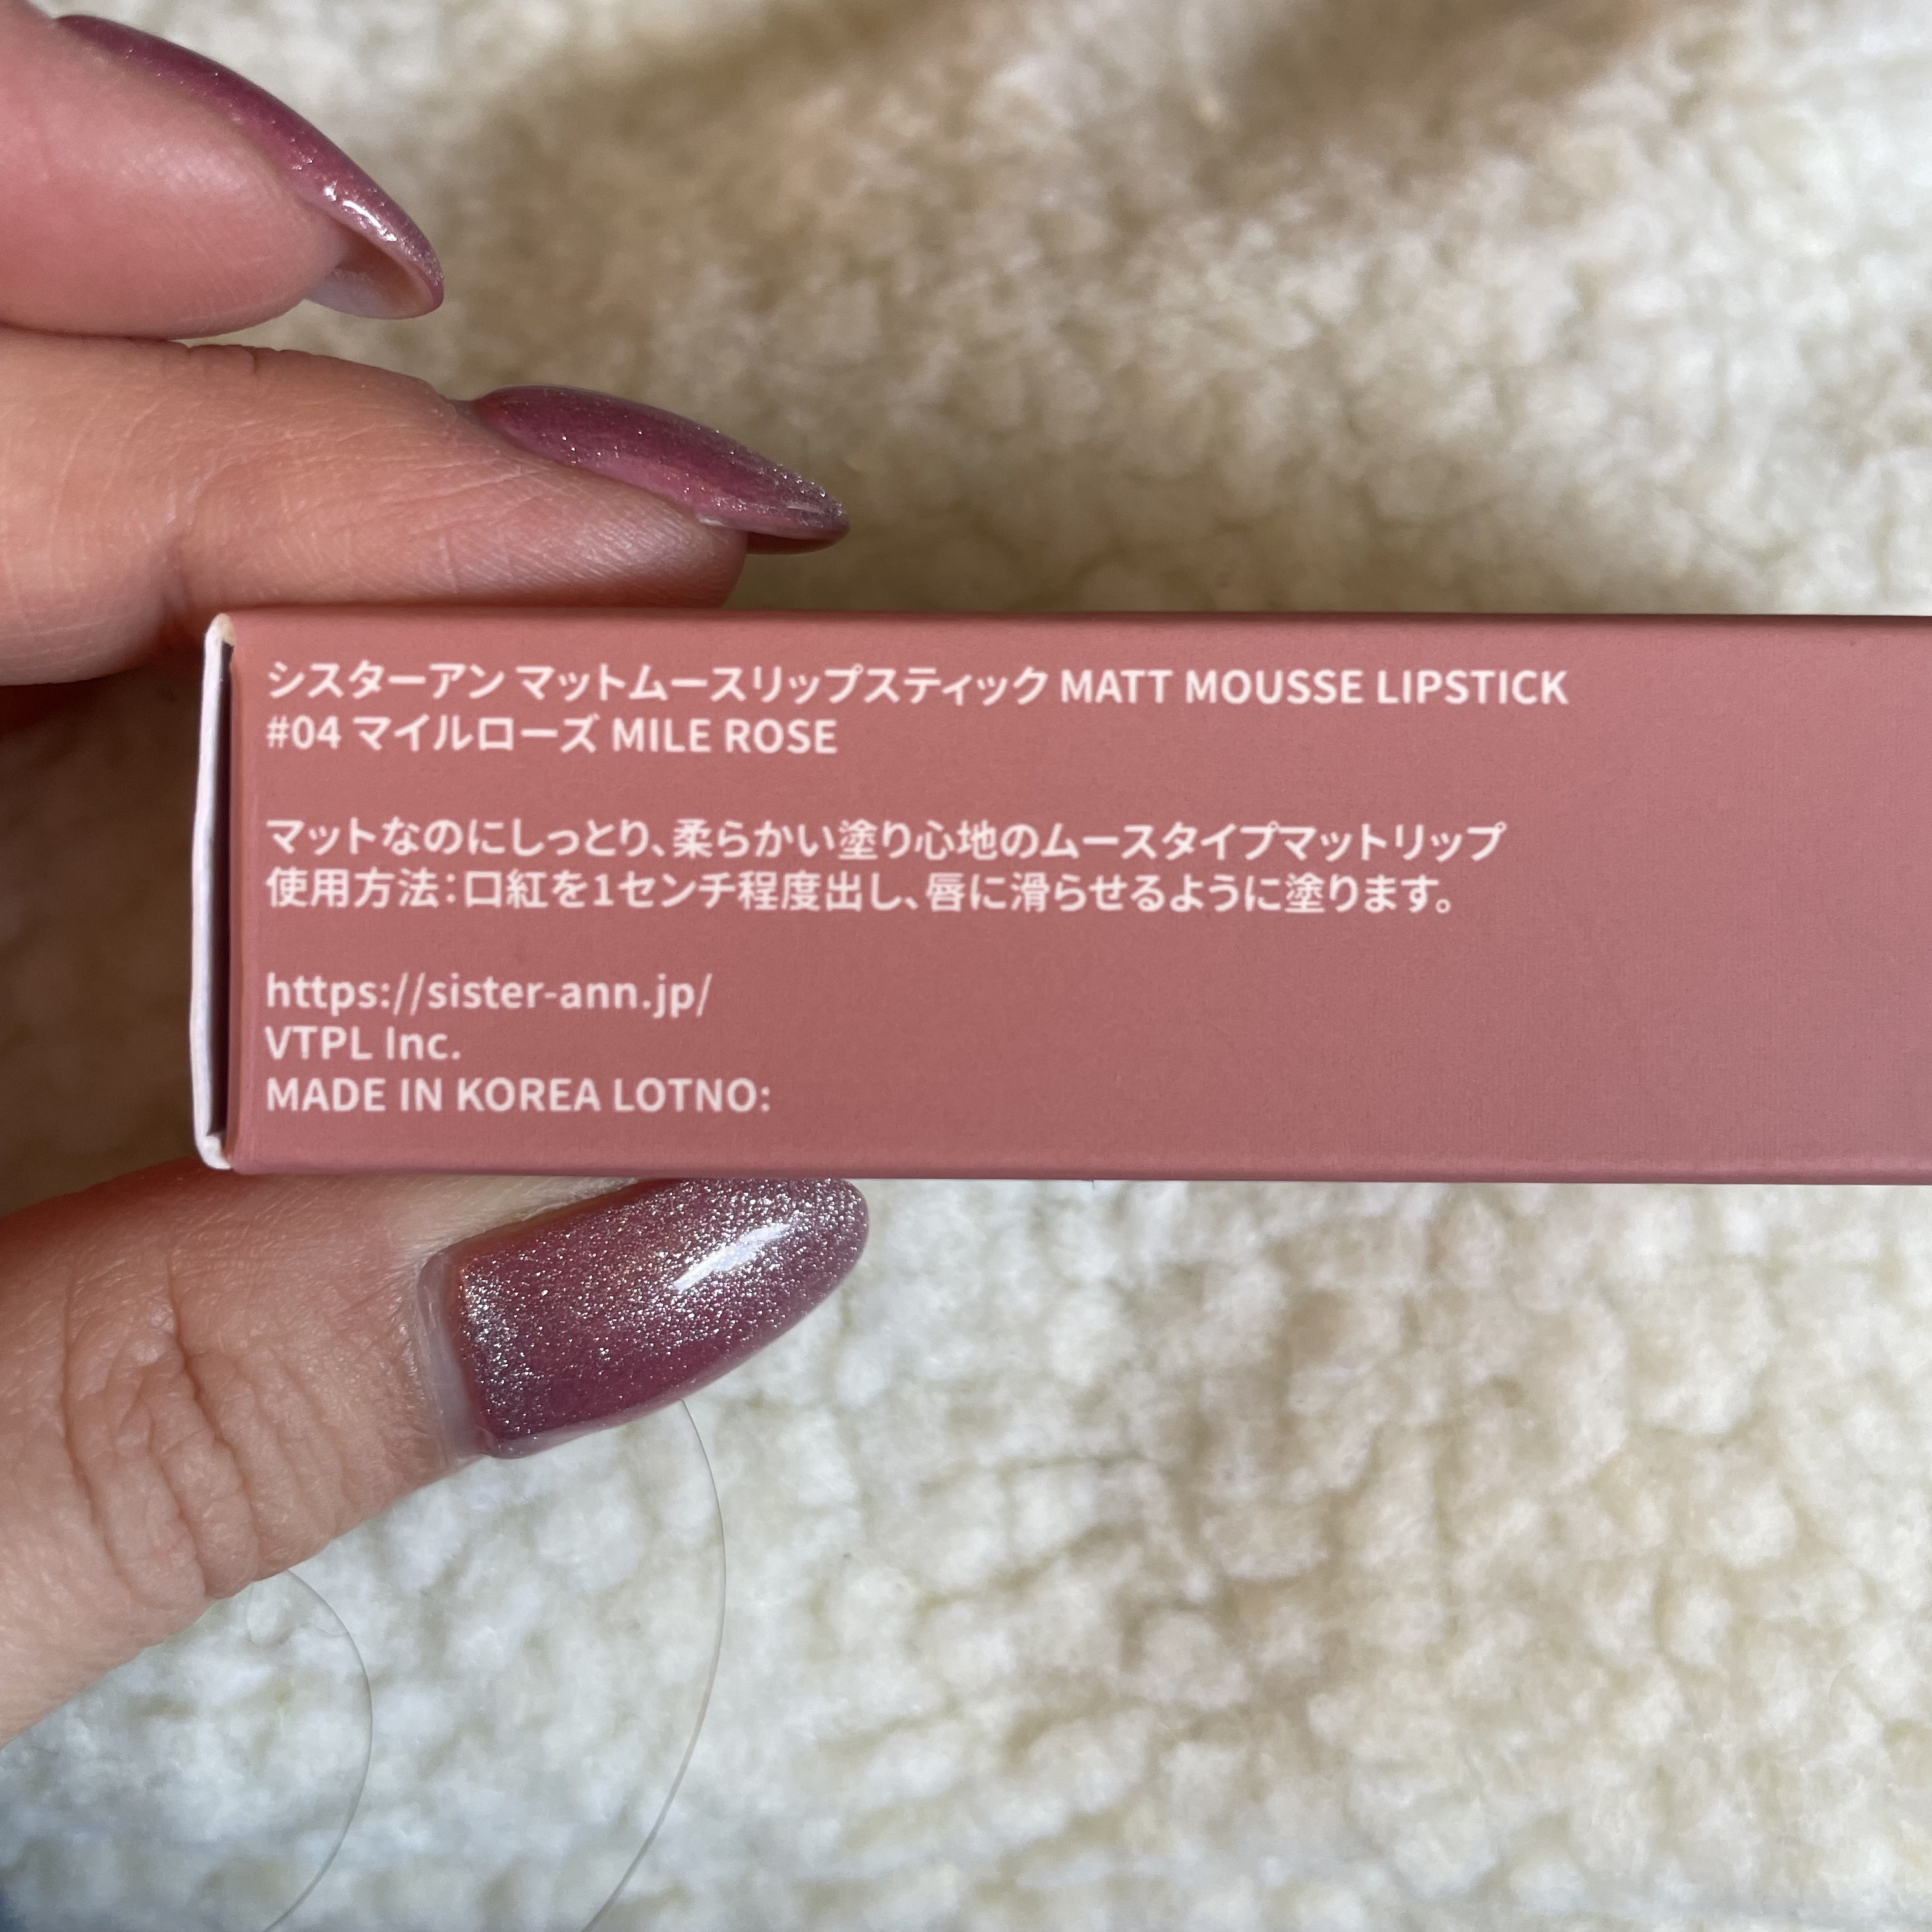 シスターアン マットムースリップスティック MATT MOUSSE LIPSTICK
#04 マイルローズ MILE ROSE
マットなのにしっとり、柔らかい塗り心地のムースタイプマットリップ
使用方法：口紅を1センチ程度出し、唇に滑らせるように塗ります。
https://sister-ann.jp/
VTPL Inc.
MADE IN KOREA LOTNO: